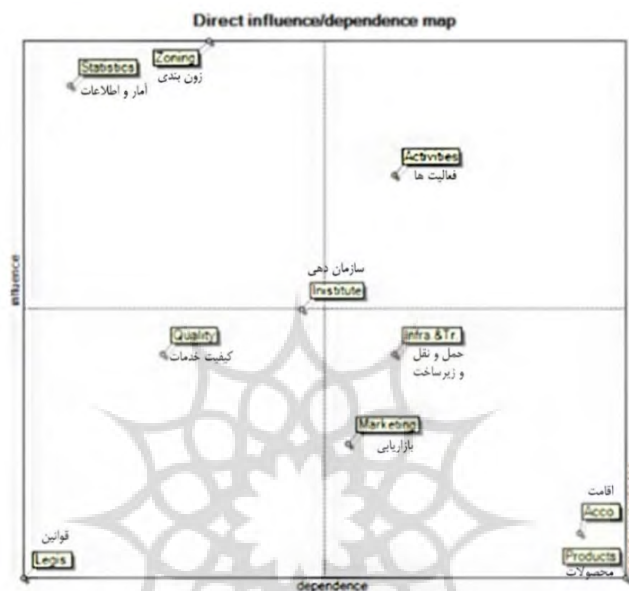 Direct influence/dependence map
Zoning
زون بندی
Statistics
آمار و اطلاعات
Activities
فعالیت ها
influence
سازمان دهی
Inistitute
Quality
کیفیت خدمات
Infra &Tr.
حمل و نقل
و زیرساخت
Marketing
بازاریابی
اقامت
Acco.
قوانین
Legis
Products
محصولات
dependence